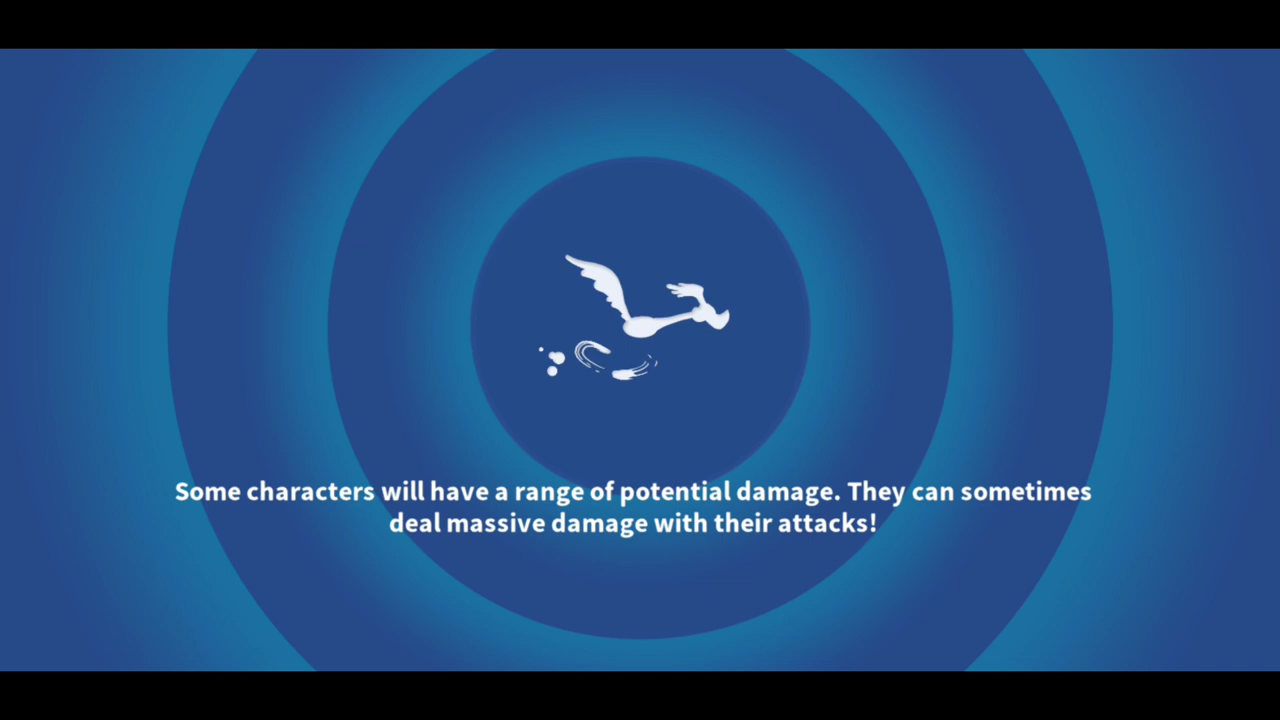 Some characters will have a range of potential damage. They can sometimes
deal massive damage with their attacks!